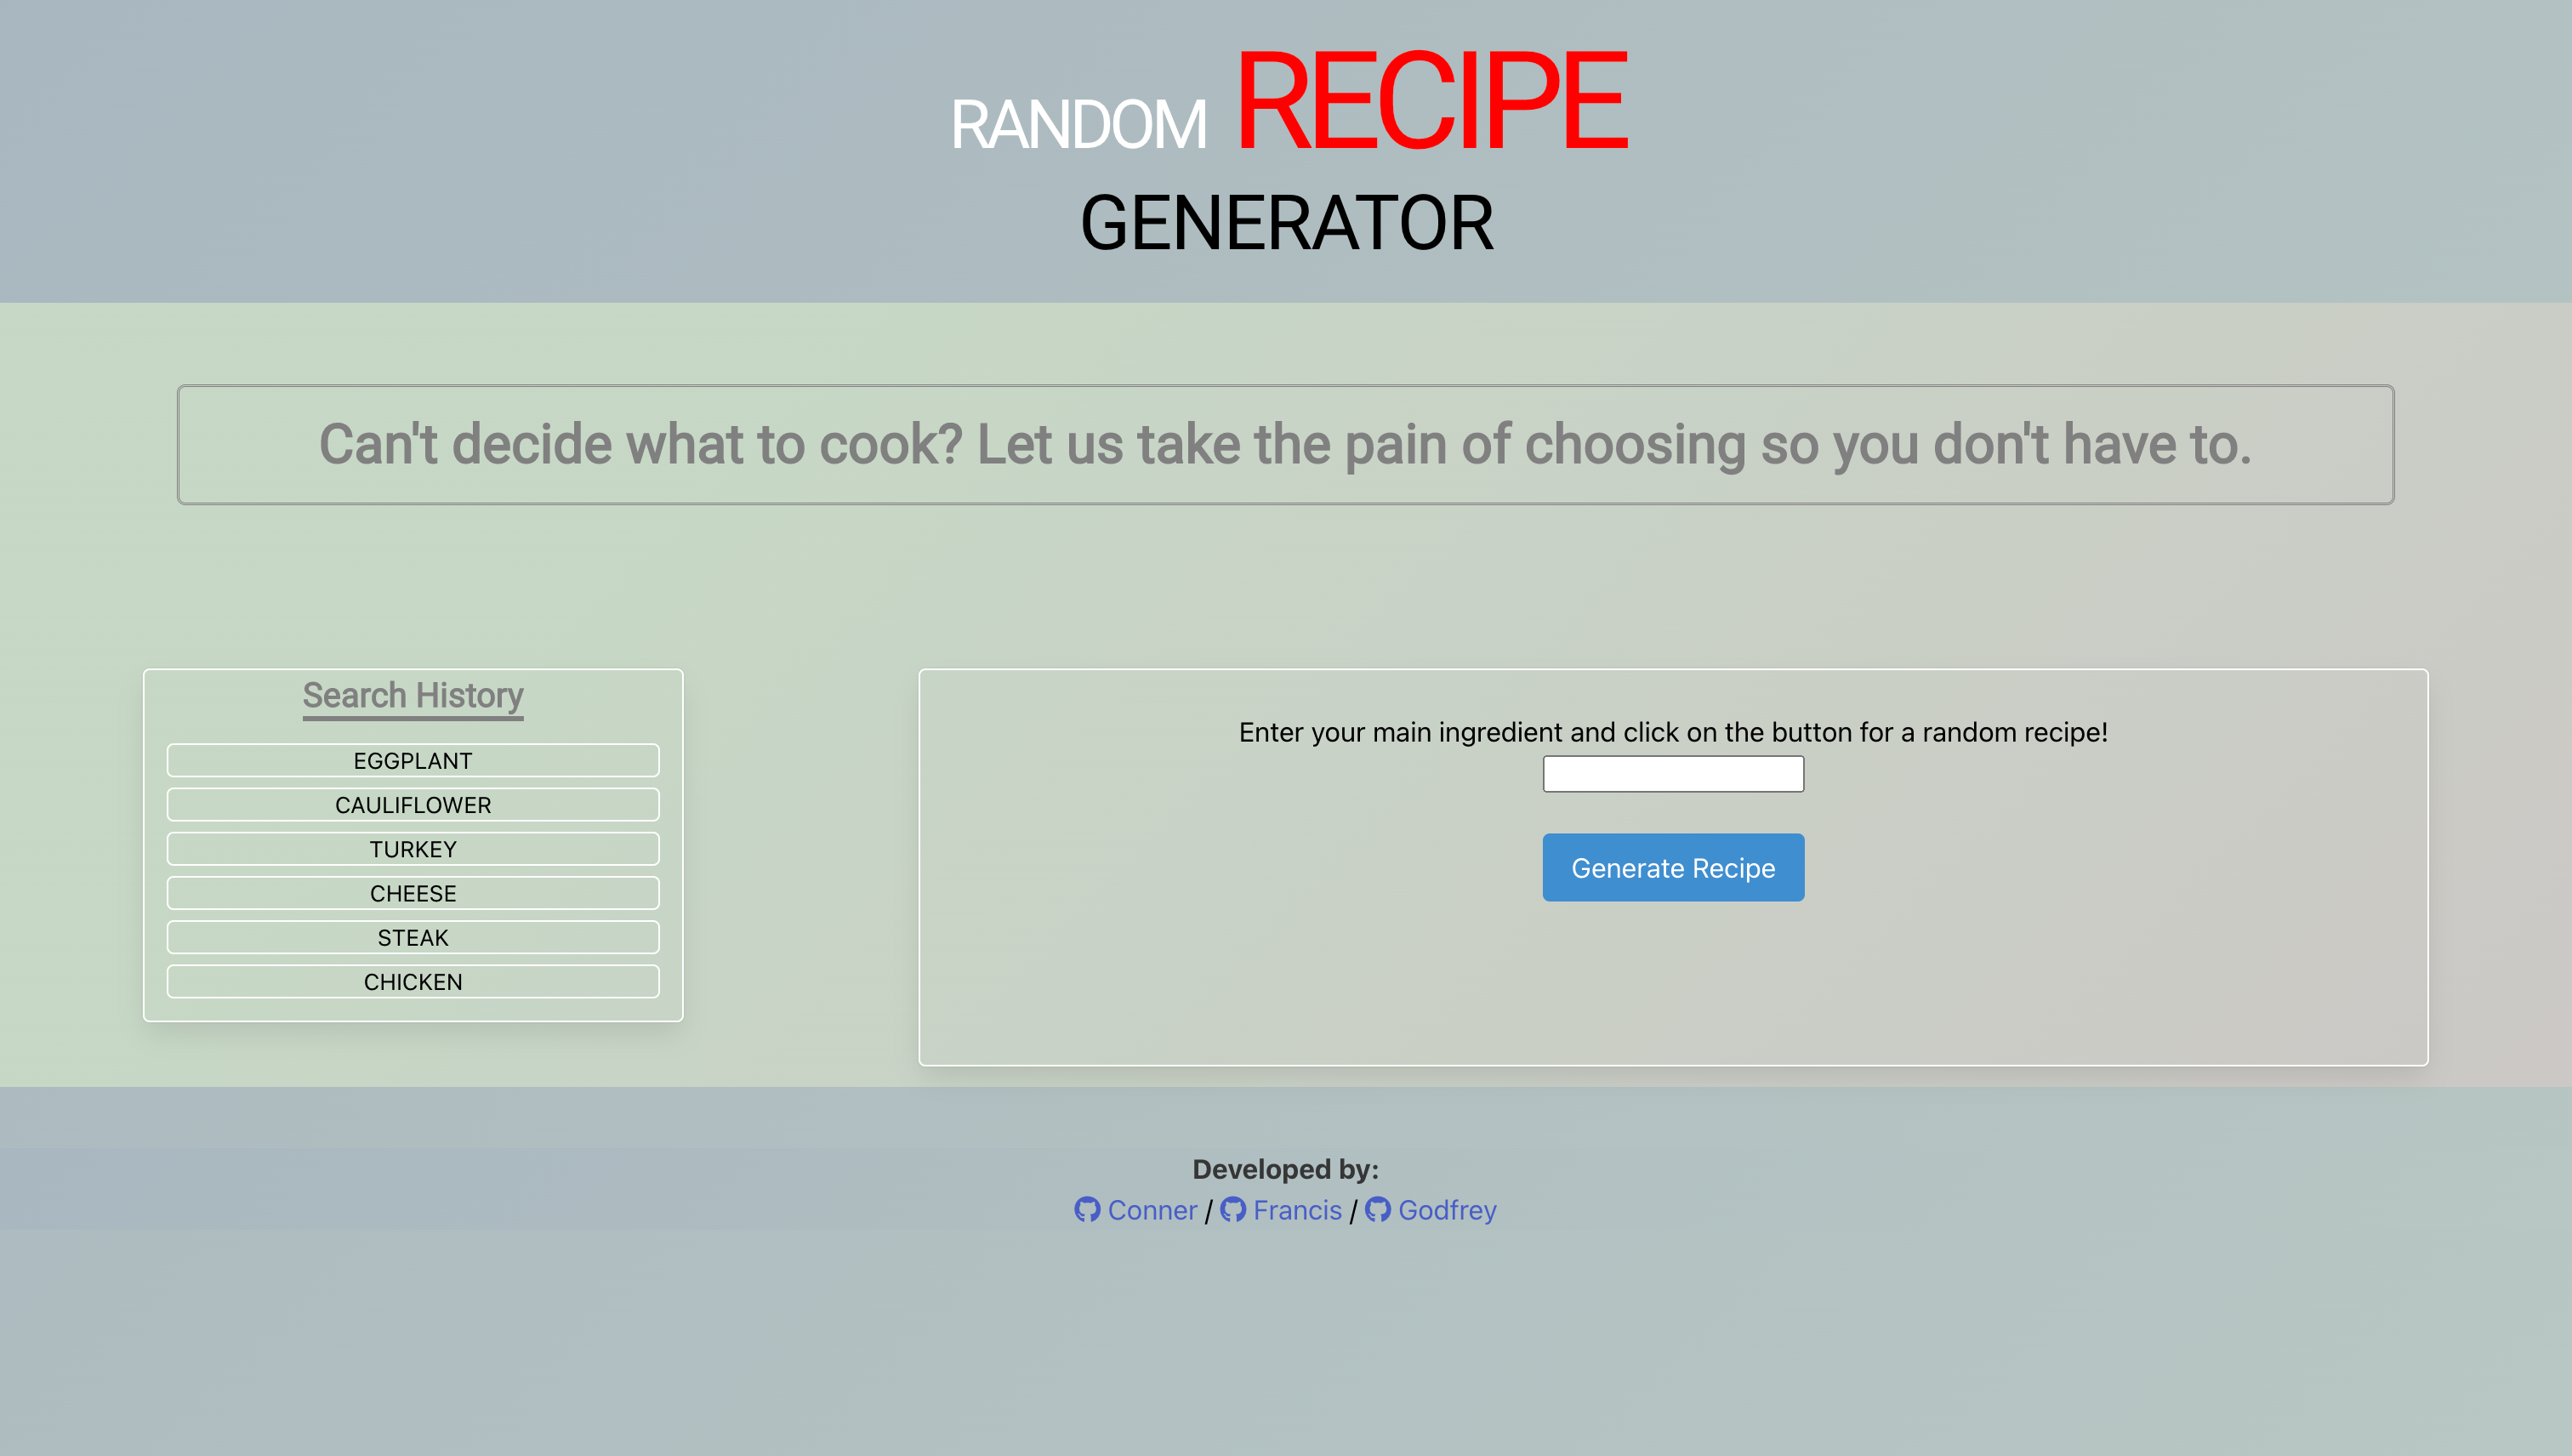 RANDOM RECIPE
GENERATOR
Can't decide what to cook? Let us take the pain of choosing so you don't have to.
Search History
EGGPLANT
CAULIFLOWER
TURKEY
CHEESE
STEAK
CHICKEN
Enter your main ingredient and click on the button for a random recipe!
Generate Recipe
Developed by:
Conner / Francis / Godfrey